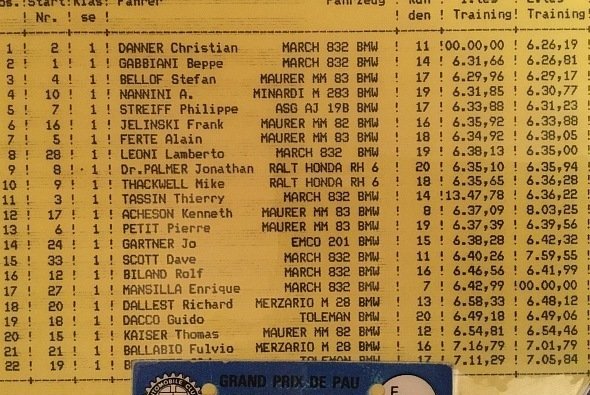 Pos.! Start! Klas ! Fahrer Fahrzeug ! Run !
Nr. ! se ! ! den ! Training! Training!
1 ! 2 ! 1 ! DANNER Christian MARCH 832 BMW ! 11 !00.00,00 ! 6.26,19 !
2 ! 1 ! 1 ! GABBIANI Beppe MARCH 832 BMW ! 14 ! 6.31,66 ! 6.26,81 !
3 ! 4 ! 1 ! BELLOF Stefan MAURER MM 83 BMW ! 17 ! 6.29,96 ! 6.29,17 !
4 ! 10 ! 1 ! NANNINI A. MINARDI M 283 BMW ! 19 ! 6.31,85 ! 6.30,77 !
5 ! 7 ! 1 ! STREIFF Philippe ASG AJ 19B BMW ! 17 ! 6.33,88 ! 6.31,23 !
6 ! 16 ! 1 ! JELINSKI Frank MAURER MM 82 BMW ! 16 ! 6.35,92 ! 6.33,88 !
7 ! 5 ! 1 ! FERTE Alain MAURER MM 83 BMW ! 18 ! 6.34,92 ! 6.38,05 !
8 ! 28 ! 1 ! LEONI Lamberto MARCH 832 BMW ! 19 ! 6.38,13 ! 6.35,00 !
9 ! 8 ! 1 ! Dr.PALMER Jonathan RALT HONDA RH 6 ! 20 ! 6.35,10 ! 6.35,94 !
10 ! 9 ! 1 ! THACKWELL Mike RALT HONDA RH 6 ! 18 ! 6.35,65 ! 6.36,28 !
11 ! 3 ! 1 ! TASSIN Thierry MARCH 832 BMW ! 14 !13.47,78 ! 6.36,22 !
12 ! 17 ! 1 ! ACHESON Kenneth MAURER MM 83 BMW ! 8 ! 6.37,09 ! 8.03,25 !
13 ! 6 ! 1 ! PETIT Pierre MAURER MM 83 BMW ! 19 ! 6.37,39 ! 6.39,56 !
14 ! 24 ! 1 ! GARTNER Jo EMCO 201 BMW ! 15 ! 6.38,28 ! 6.42,32 !
15 ! 33 ! 1 ! SCOTT Dave MARCH 832 BMW ! 11 ! 6.40,26 ! 7.59,55 !
16 ! 12 ! 1 ! BILAND Rolf MARCH 832 BMW ! 16 ! 6.46,56 ! 6.41,99 !
17 ! 27 ! 1 ! MANSILLA Enrique MARCH 832 BMW ! 7 ! 6.42,99 !00.00,00 !
18 ! 20 ! 1 ! DALLEST Richard MERZARIO M 28 BMW ! 13 ! 6.58,33 ! 6.48,12 !
19 ! 18 ! 1 ! DACCO Guido TOLEMAN BMW ! 20 ! 6.49,18 ! 6.49,06 !
20 ! 15 ! 1 ! KAISER Thomas MAURER MM 82 BMW ! 12 ! 6.54,81 ! 6.54,46 !
21 ! 21 ! 1 ! BALLABIO Fulvio MERZARIO M 28 BMW ! 16 ! 7.16,79 ! 7.01,79 !
22 ! 19 ! 1 ! TOLEMAN BMW ! 17 ! 7.11,29 ! 7.05,84 !
GRAND PRIX DE PAU